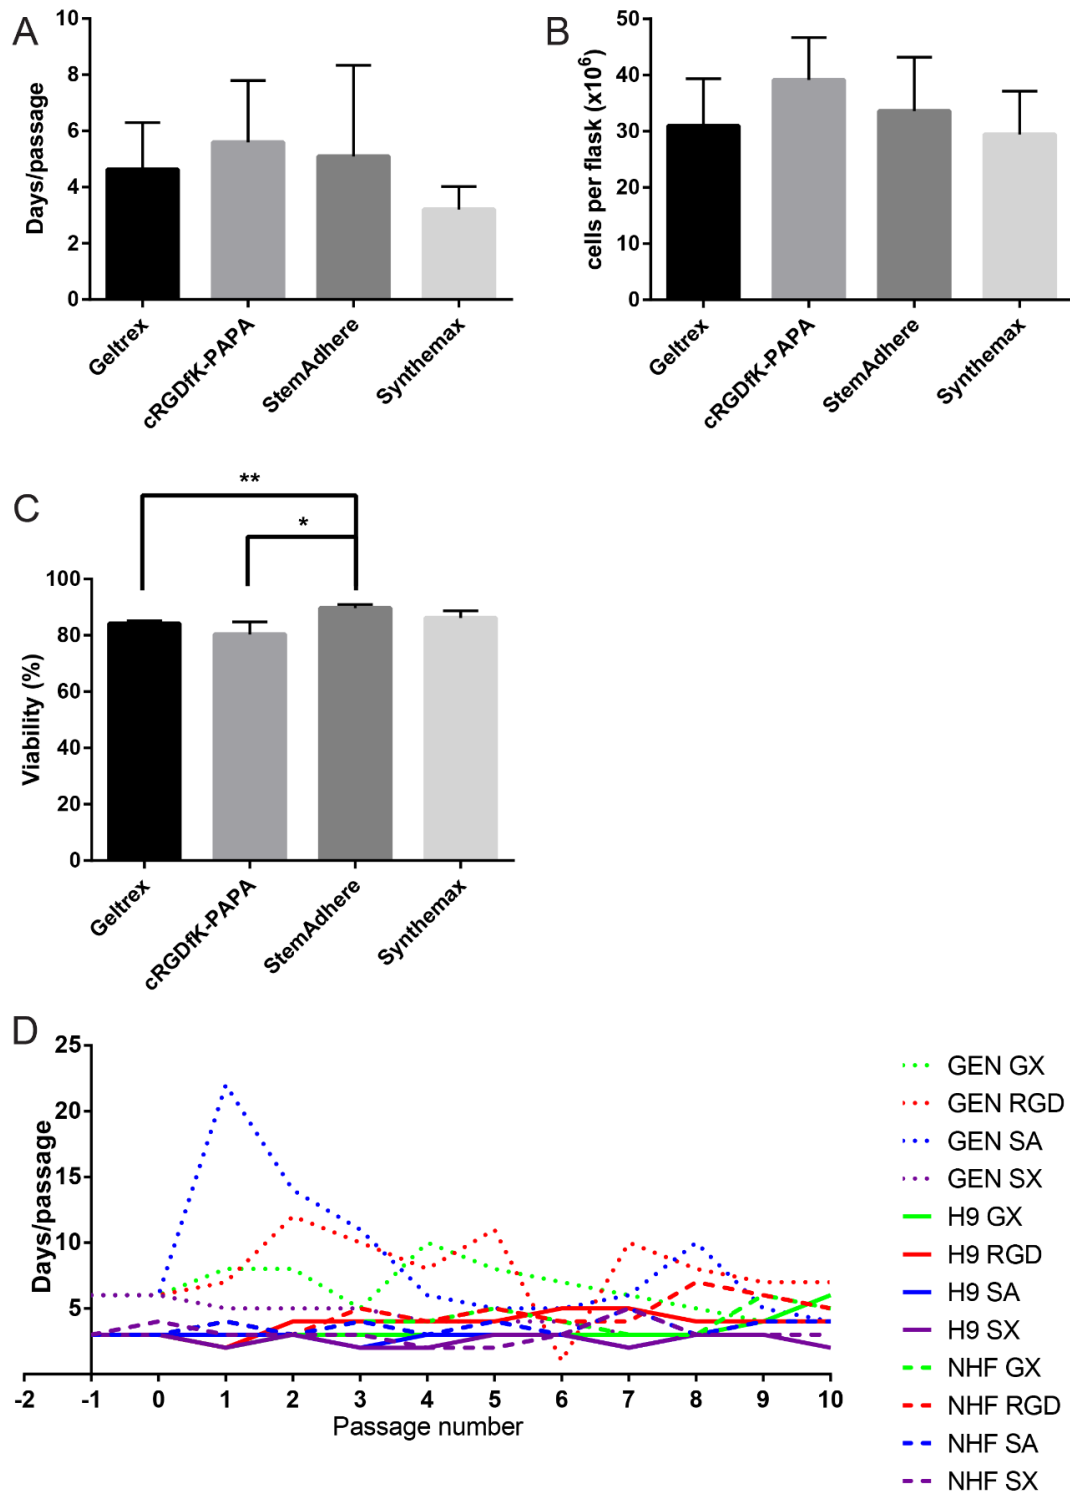 A
Days/passage
10
8
6
4
2
0
Geltrex
cRGDfK-PAPA
StemAdhere
Synthemax
B
cells per flask (x10⁶)
50
40
30
20
10
0
Geltrex
cRGDfK-PAPA
StemAdhere
Synthemax
C
**
*
Viability (%)
100
80
60
40
20
0
Geltrex
cRGDfK-PAPA
StemAdhere
Synthemax
D
Days/passage
25
20
15
10
5
-2 -1 0 1 2 3 4 5 6 7 8 9 10
Passage number
GEN GX
GEN RGD
GEN SA
GEN SX
H9 GX
H9 RGD
H9 SA
H9 SX
NHF GX
NHF RGD
NHF SA
NHF SX